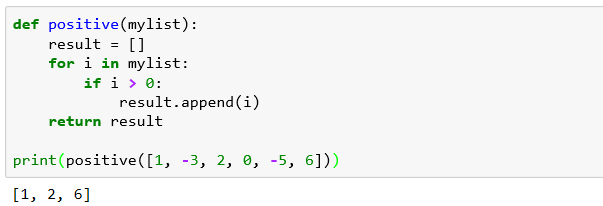 def positive(mylist):
    result = []
    for i in mylist:
        if i > 0:
            result.append(i)
    return result
print(positive([1, -3, 2, 0, -5, 6]))
[1, 2, 6]